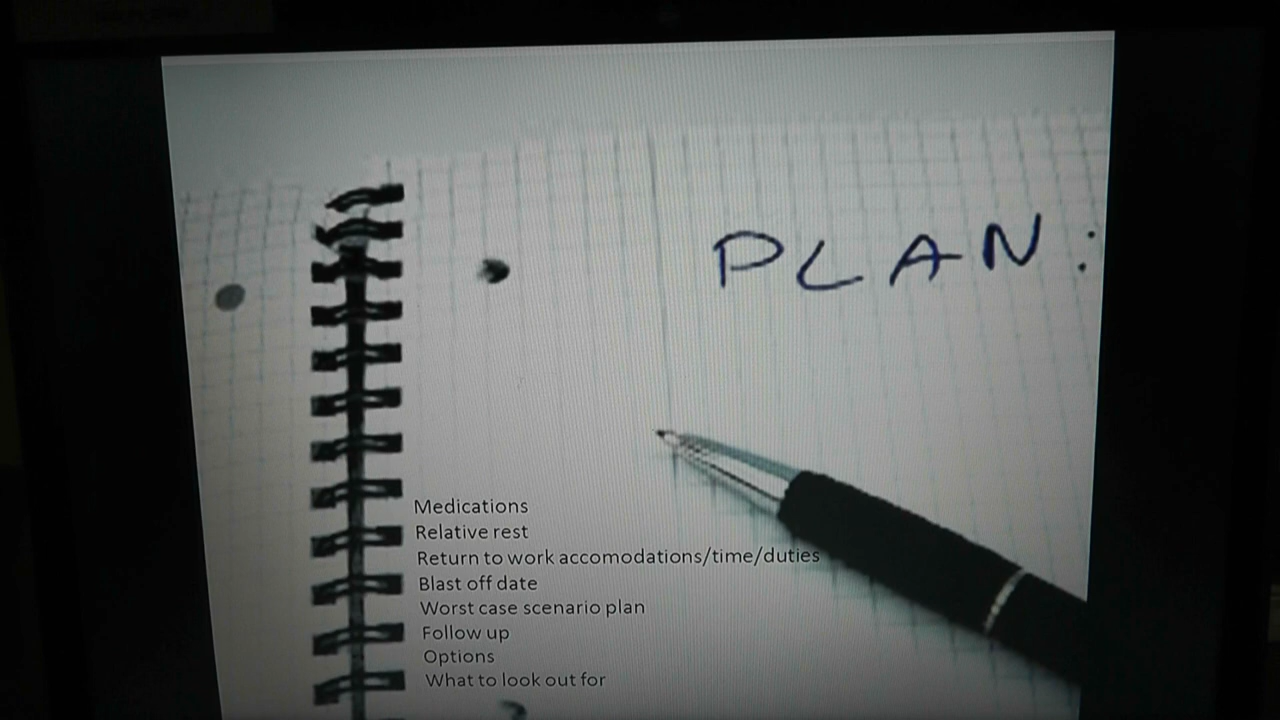 PLAN:
Medications
Relative rest
Return to work accomodations/time/duties
Blast off date
Worst case scenario plan
Follow up
Options
What to look out for